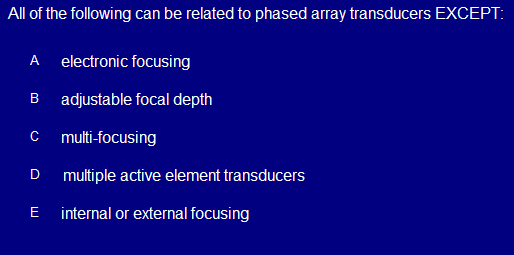 All of the following can be related to phased array transducers EXCEPT:
A electronic focusing
B adjustable focal depth
C multi-focusing
D multiple active element transducers
E internal or external focusing